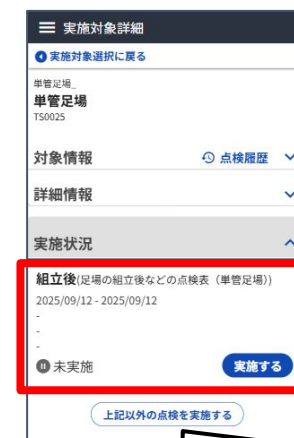 実施対象詳細
実施対象選択に戻る
単管足場_
単管足場
TS0025
対象情報 点検履歴
詳細情報
実施状況
組立後(足場の組立後などの点検表（単管足場）)
2025/09/12 - 2025/09/12
-
-
-
未実施 実施する
上記以外の点検を実施する